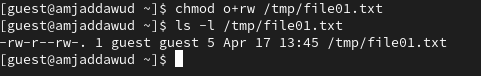 [guest@amjaddawud ~]$ chmod o+rw /tmp/file01.txt
[guest@amjaddawud ~]$ ls -l /tmp/file01.txt
-rw-r--rw-. 1 guest guest 5 Apr 17 13:45 /tmp/file01.txt
[guest@amjaddawud ~]$